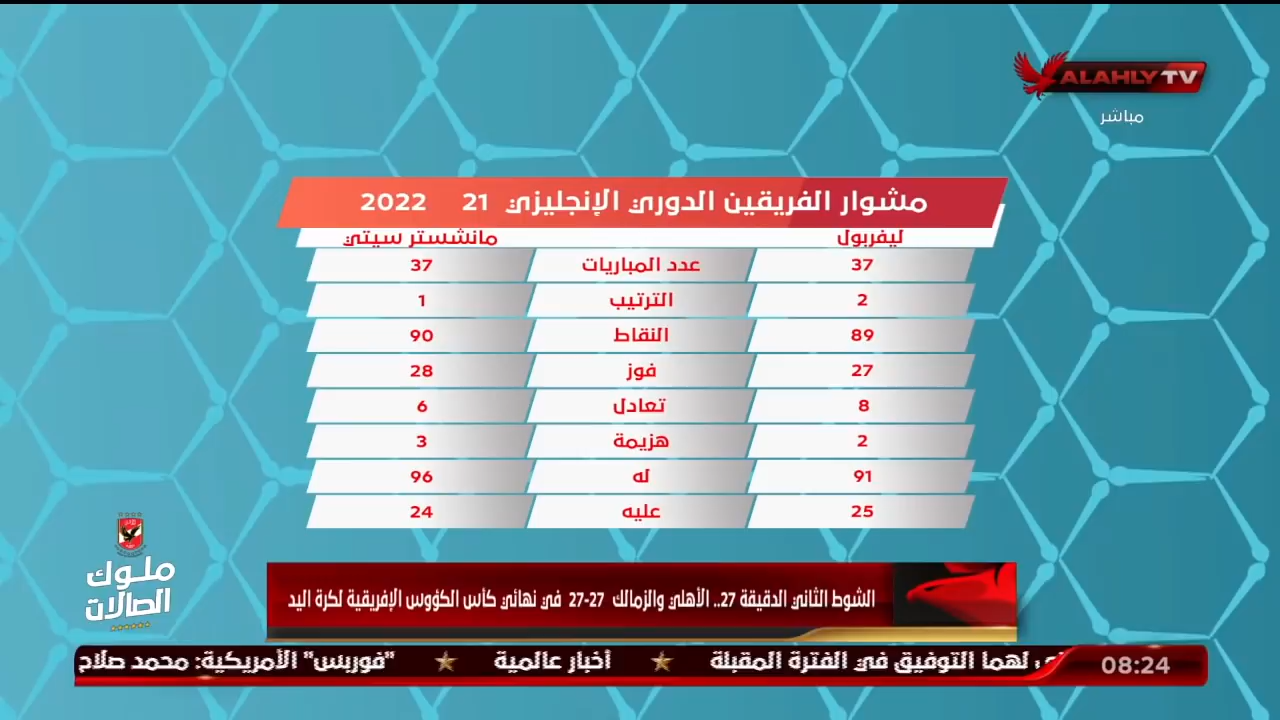 ALAHLY TV
مباشر
مشوار الفريقين الدوري الإنجليزي 21 2022
ليفربول مانشستر سيتي
37 عدد المباريات 37
2 الترتيب 1
89 النقاط 90
27 فوز 28
8 تعادل 6
2 هزيمة 3
91 له 96
25 عليه 24
ملوك
الصالات
الشوط الثاني الدقيقة 27.. الأهلي والزمالك 27-27 في نهائي كأس الكؤوس الإفريقية لكرة اليد
08:24 لهما التوفيق في الفترة المقبلة أخبار عالمية "فوربس" الأمريكية: محمد صلاح